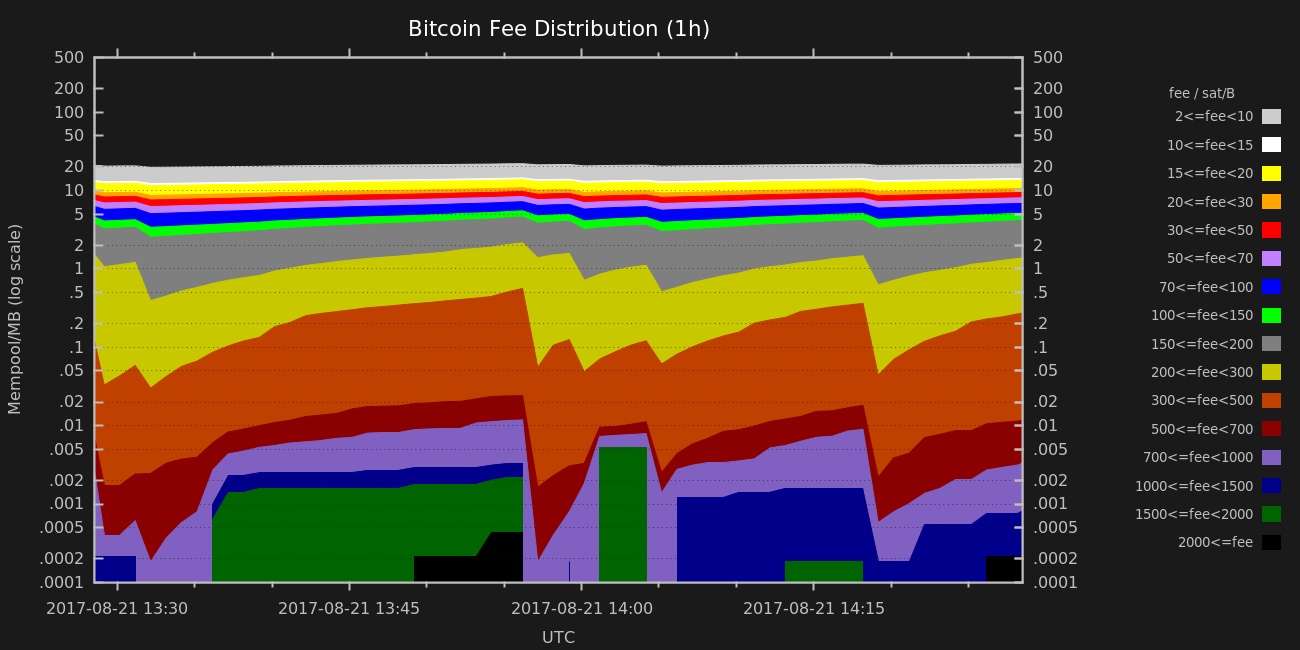 Bitcoin Fee Distribution (1h)
500
200
100
50
20
10
5
2
1
.5
.2
.1
.05
.02
.01
.005
.002
.001
.0005
.0002
.0001
Mempool/MB (log scale)
500
200
100
50
20
10
5
2
1
.5
.2
.1
.05
.02
.01
.005
.002
.001
.0005
.0002
.0001
2017-08-21 13:30 2017-08-21 13:45 2017-08-21 14:00 2017-08-21 14:15
UTC
fee / sat/B
2<=fee<10
10<=fee<15
15<=fee<20
20<=fee<30
30<=fee<50
50<=fee<70
70<=fee<100
100<=fee<150
150<=fee<200
200<=fee<300
300<=fee<500
500<=fee<700
700<=fee<1000
1000<=fee<1500
1500<=fee<2000
2000<=fee